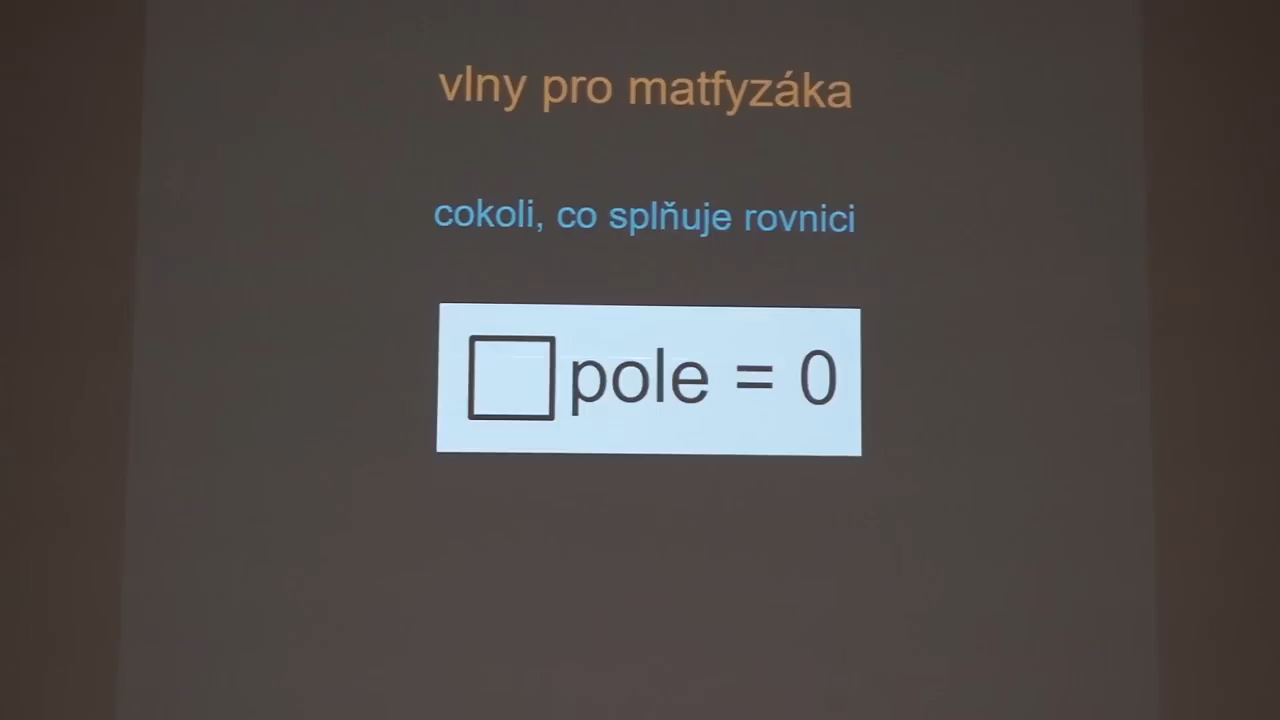 vlny pro matfyzáka
cokoli, co splňuje rovnici
□ pole = 0